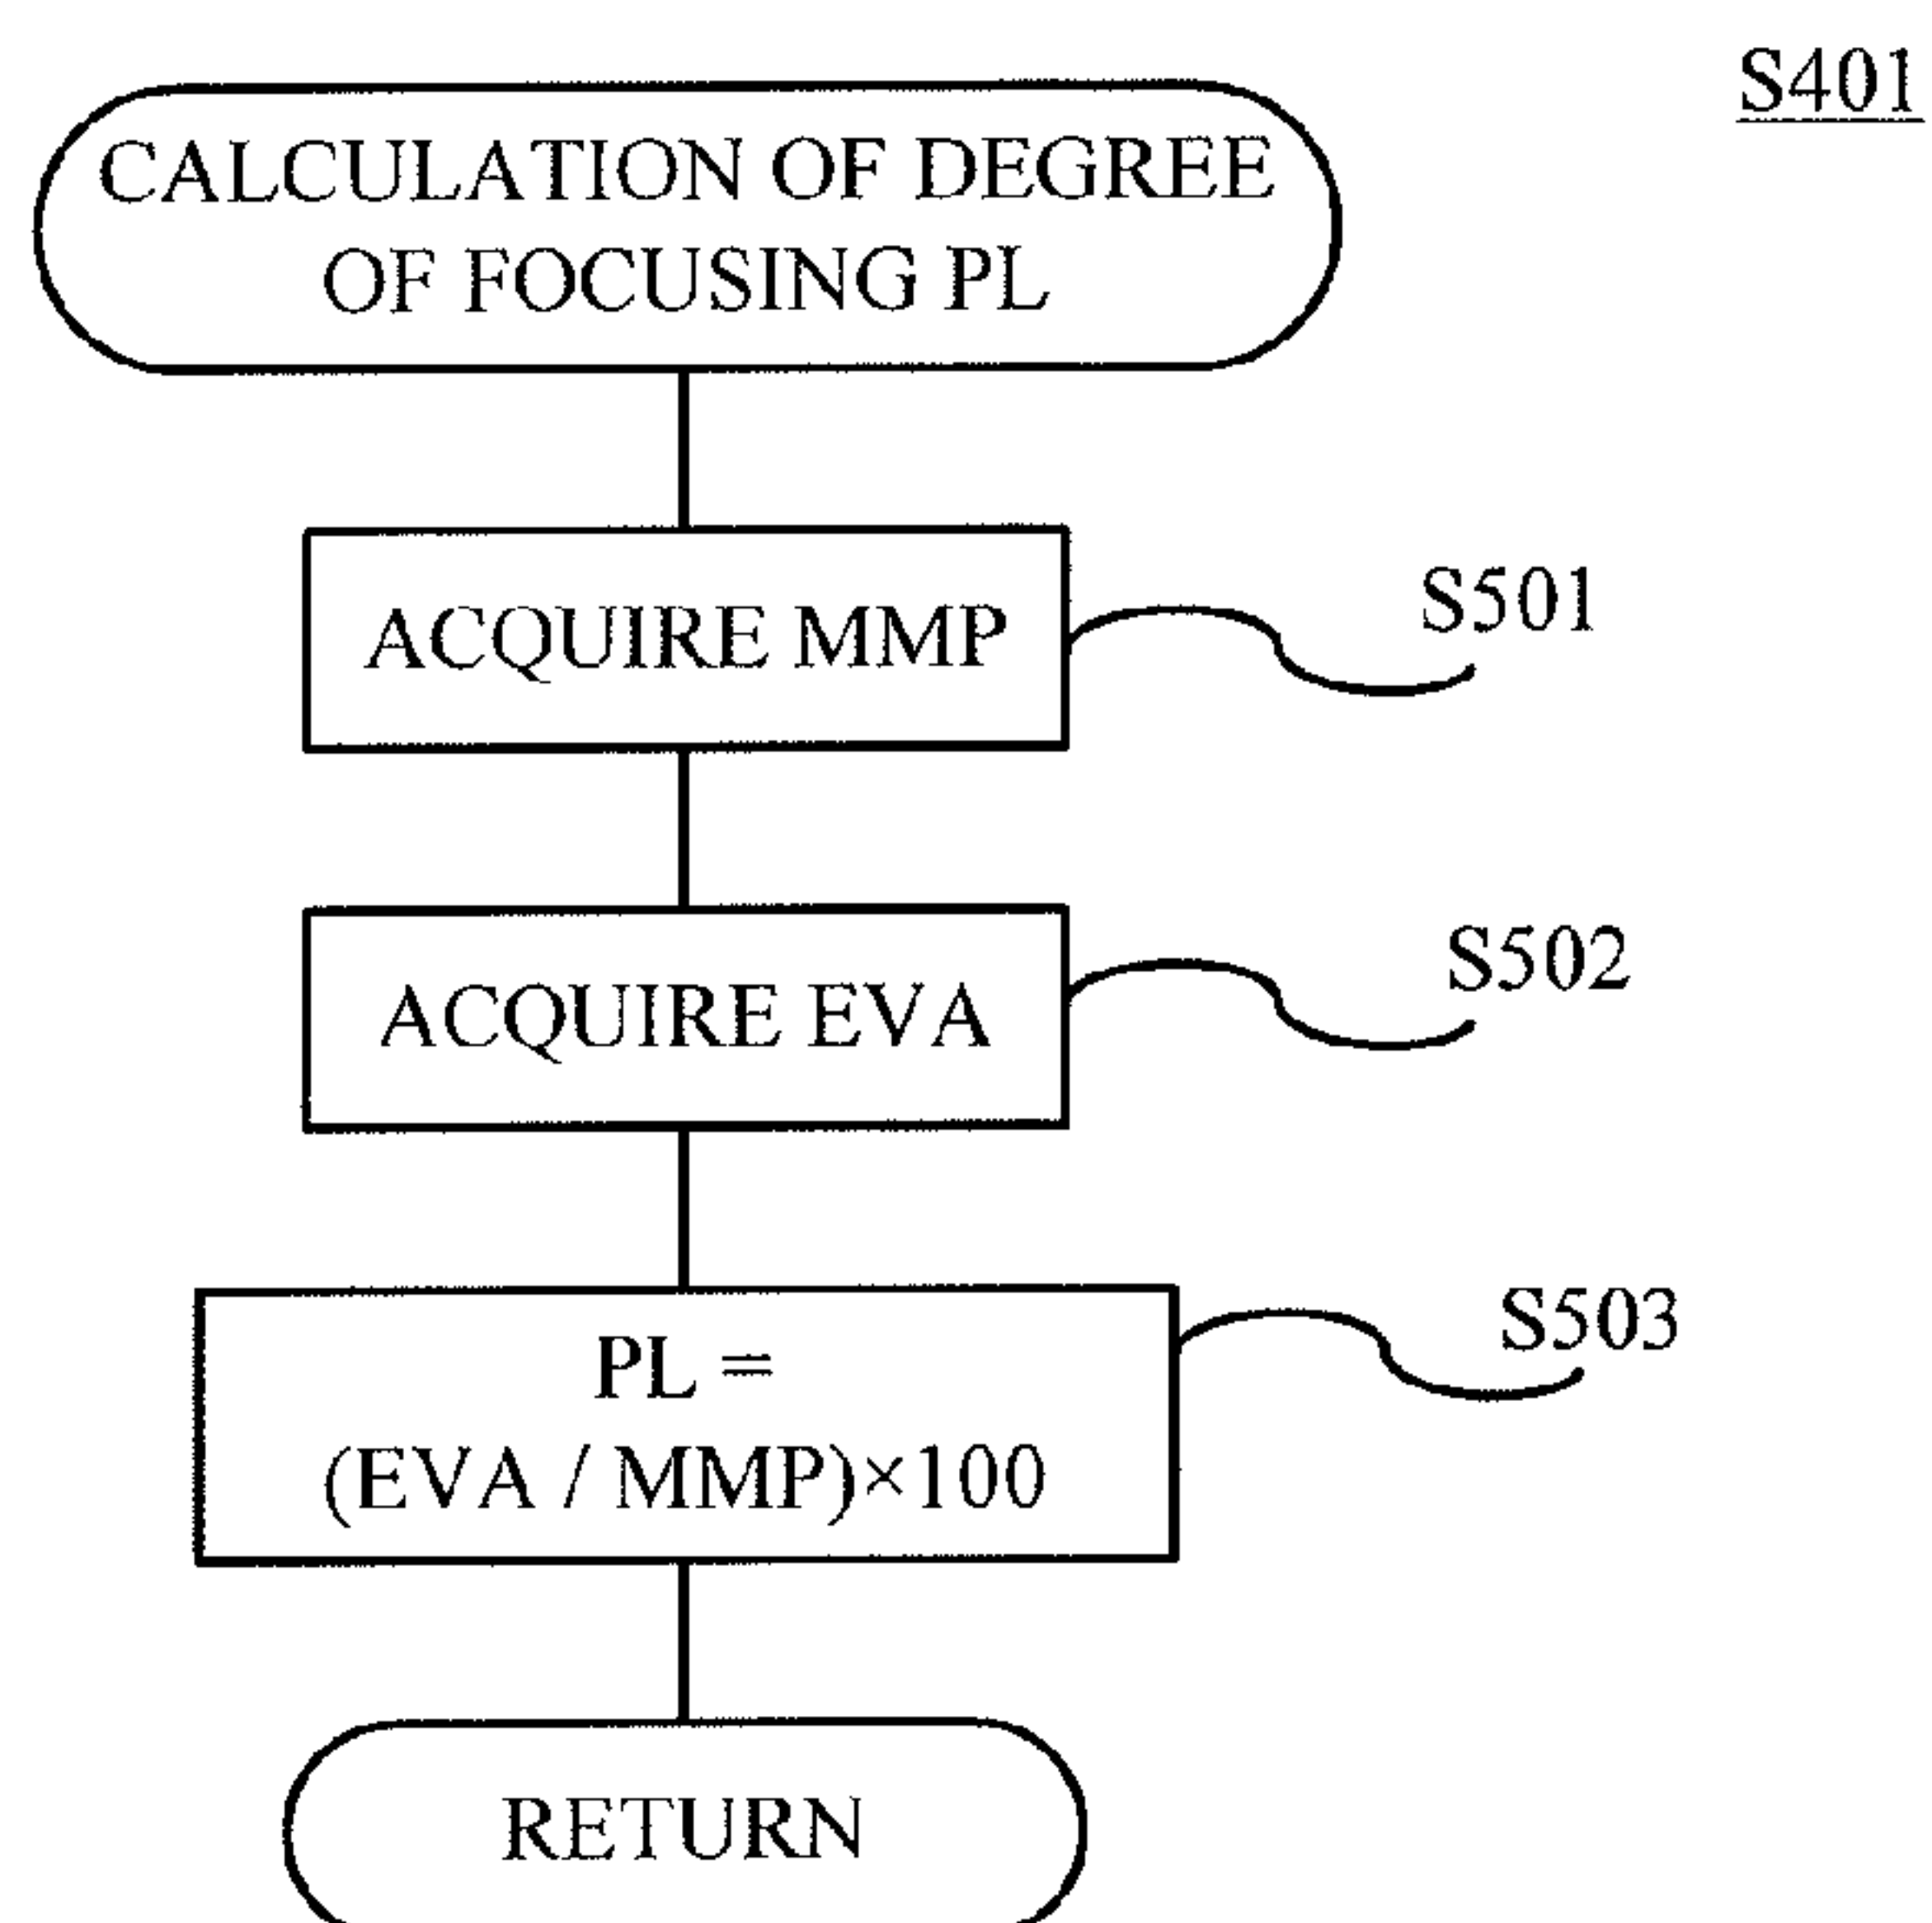 S401
CALCULATION OF DEGREE
OF FOCUSING PL
ACQUIRE MMP
S501
ACQUIRE EVA
S502
PL =
(EVA / MMP)×100
S503
RETURN